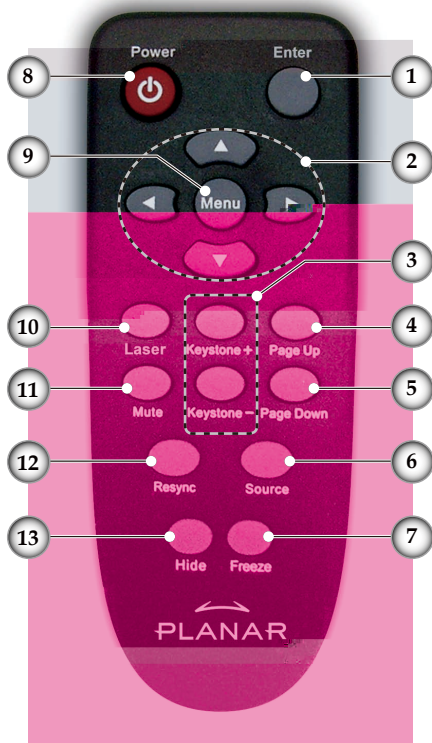 Power Enter
8 1
9 2
Menu
3
10 4
Laser Keystone + Page Up
11 5
Mute Keystone − Page Down
12 6
Resync Source
13 7
Hide Freeze
PLANAR